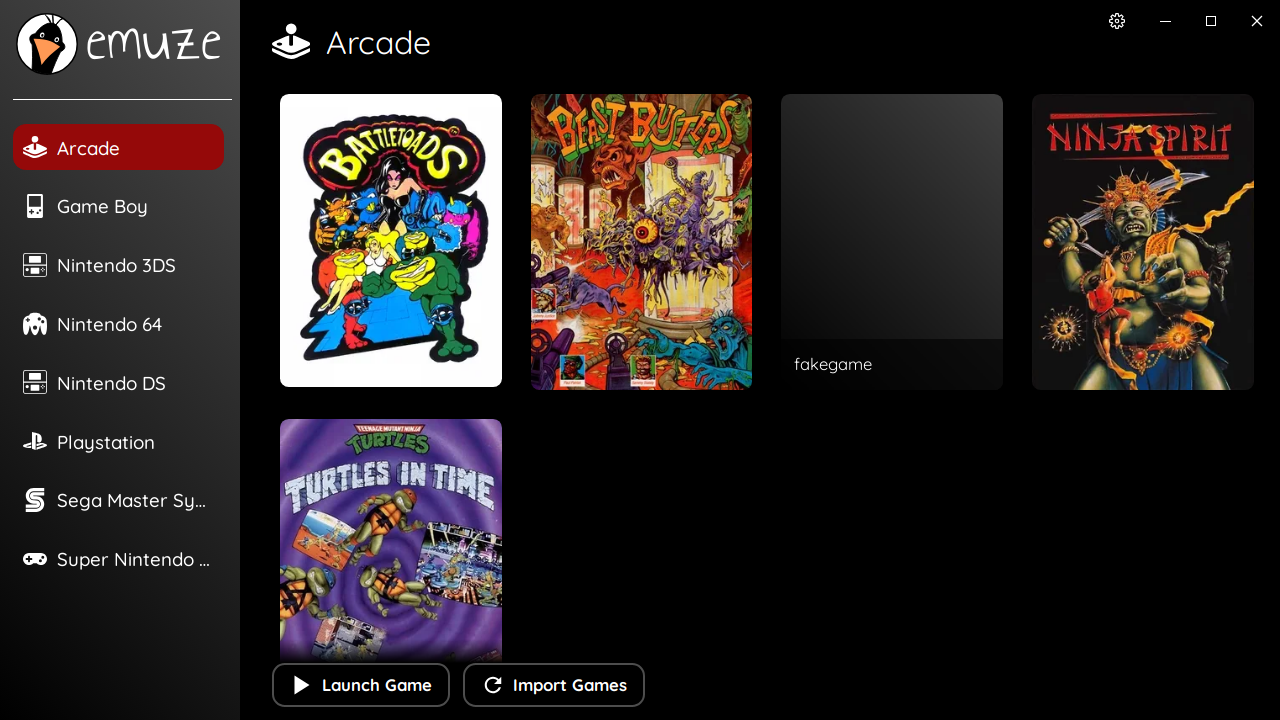 emuze
Arcade
Game Boy
Nintendo 3DS
Nintendo 64
Nintendo DS
Playstation
Sega Master Sy...
Super Nintendo ...
Arcade
BATTLETOADS
BEAST BUSTERS
fakegame
NINJA SPIRIT
TEENAGE MUTANT NINJA
TURTLES
TURTLES IN TIME
Launch Game
Import Games